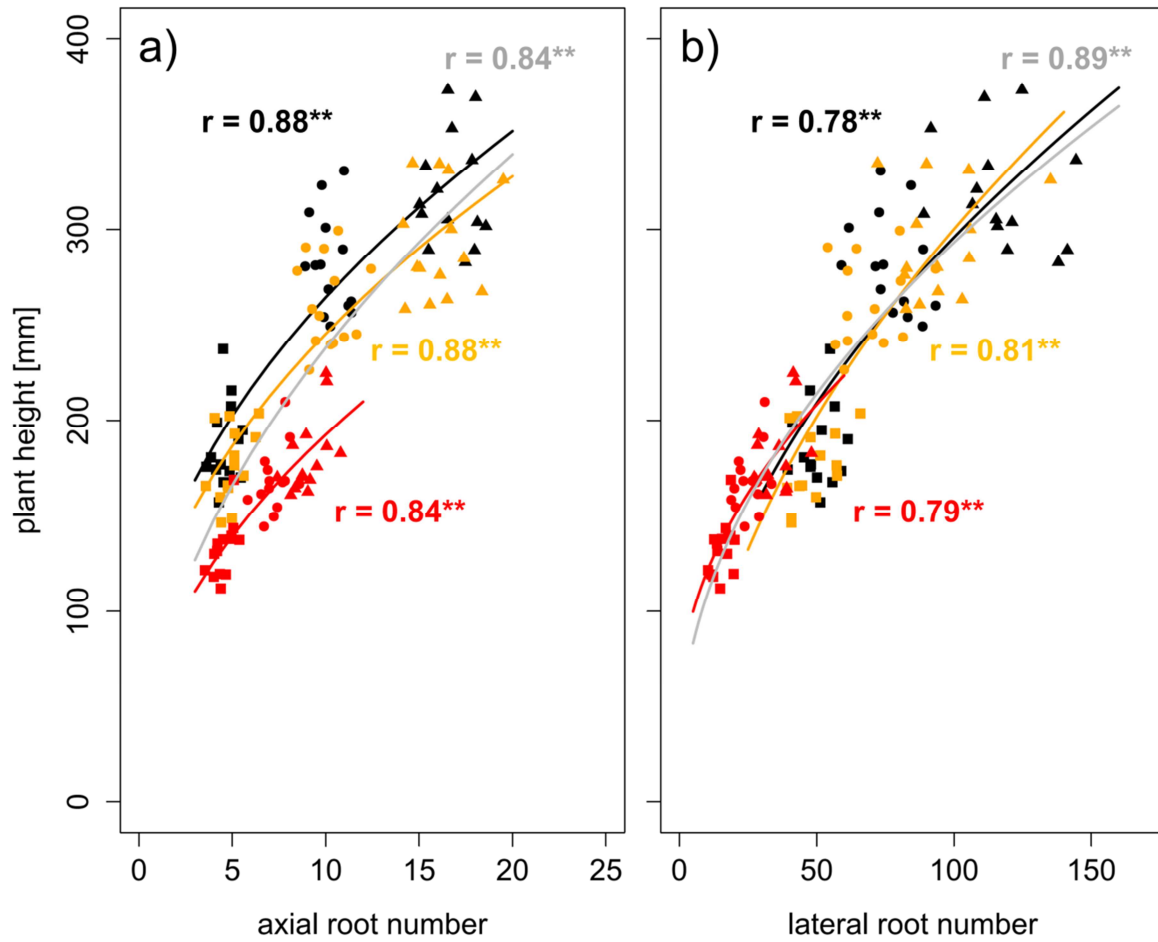 a)
r = 0.84**
r = 0.88**
r = 0.88**
r = 0.84**
b)
r = 0.89**
r = 0.78**
r = 0.81**
r = 0.79**
plant height [mm]
400
300
200
100
0
0 5 10 15 20 25
axial root number
0 50 100 150
lateral root number